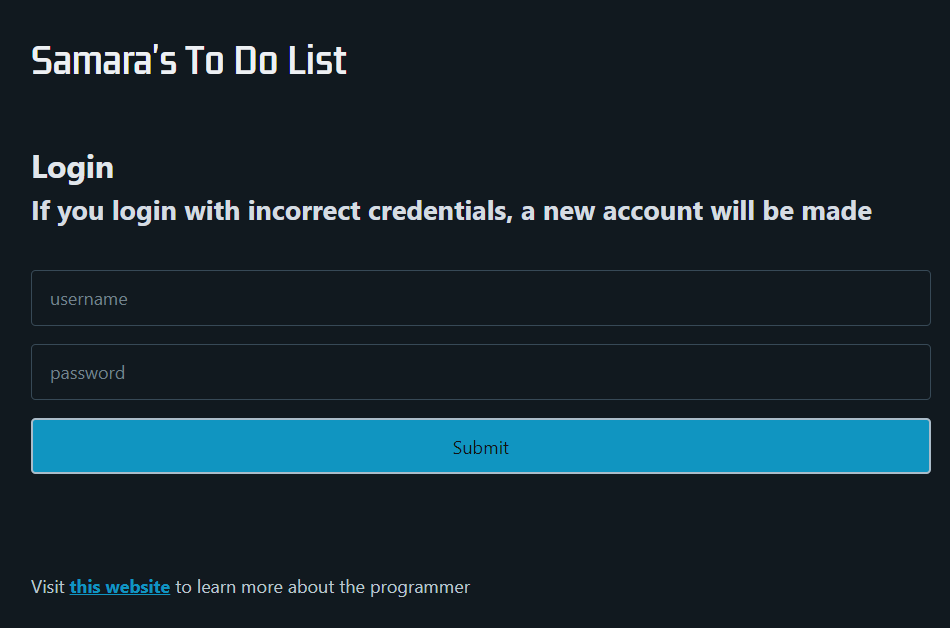 Samara's To Do List
Login
If you login with incorrect credentials, a new account will be made
username
password
Submit
Visit this website to learn more about the programmer